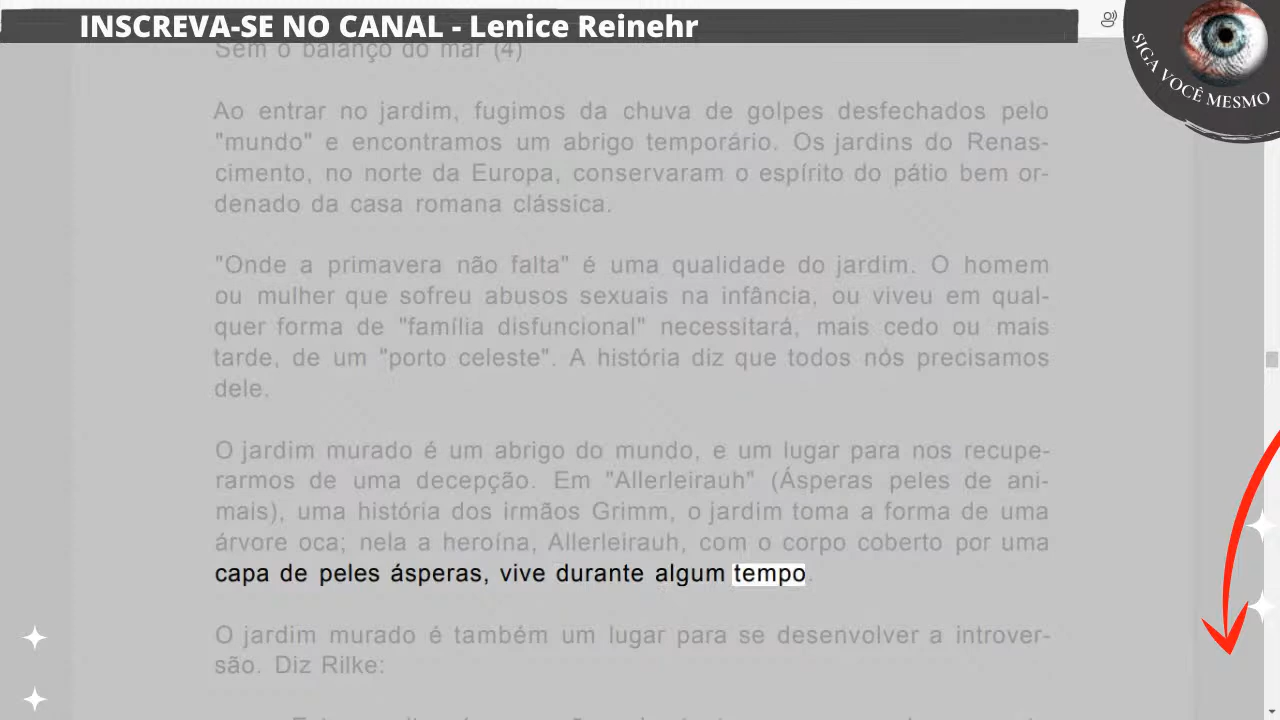 INSCREVA-SE NO CANAL - Lenice Reinehr
SIGA VOCÊ MESMO
Sem o balanço do mar (4)
Ao entrar no jardim, fugimos da chuva de golpes desfechados pelo
"mundo" e encontramos um abrigo temporário. Os jardins do Renas-
cimento, no norte da Europa, conservaram o espírito do pátio bem or-
denado da casa romana clássica.
"Onde a primavera não falta" é uma qualidade do jardim. O homem
ou mulher que sofreu abusos sexuais na infância, ou viveu em qual-
quer forma de "família disfuncional" necessitará, mais cedo ou mais
tarde, de um "porto celeste". A história diz que todos nós precisamos
dele.
O jardim murado é um abrigo do mundo, e um lugar para nos recupe-
rarmos de uma decepção. Em "Allerleirauh" (Ásperas peles de ani-
mais), uma história dos irmãos Grimm, o jardim toma a forma de uma
árvore oca; nela a heroína, Allerleirauh, com o corpo coberto por uma
capa de peles ásperas, vive durante algum tempo.
O jardim murado é também um lugar para se desenvolver a introver-
são. Diz Rilke: